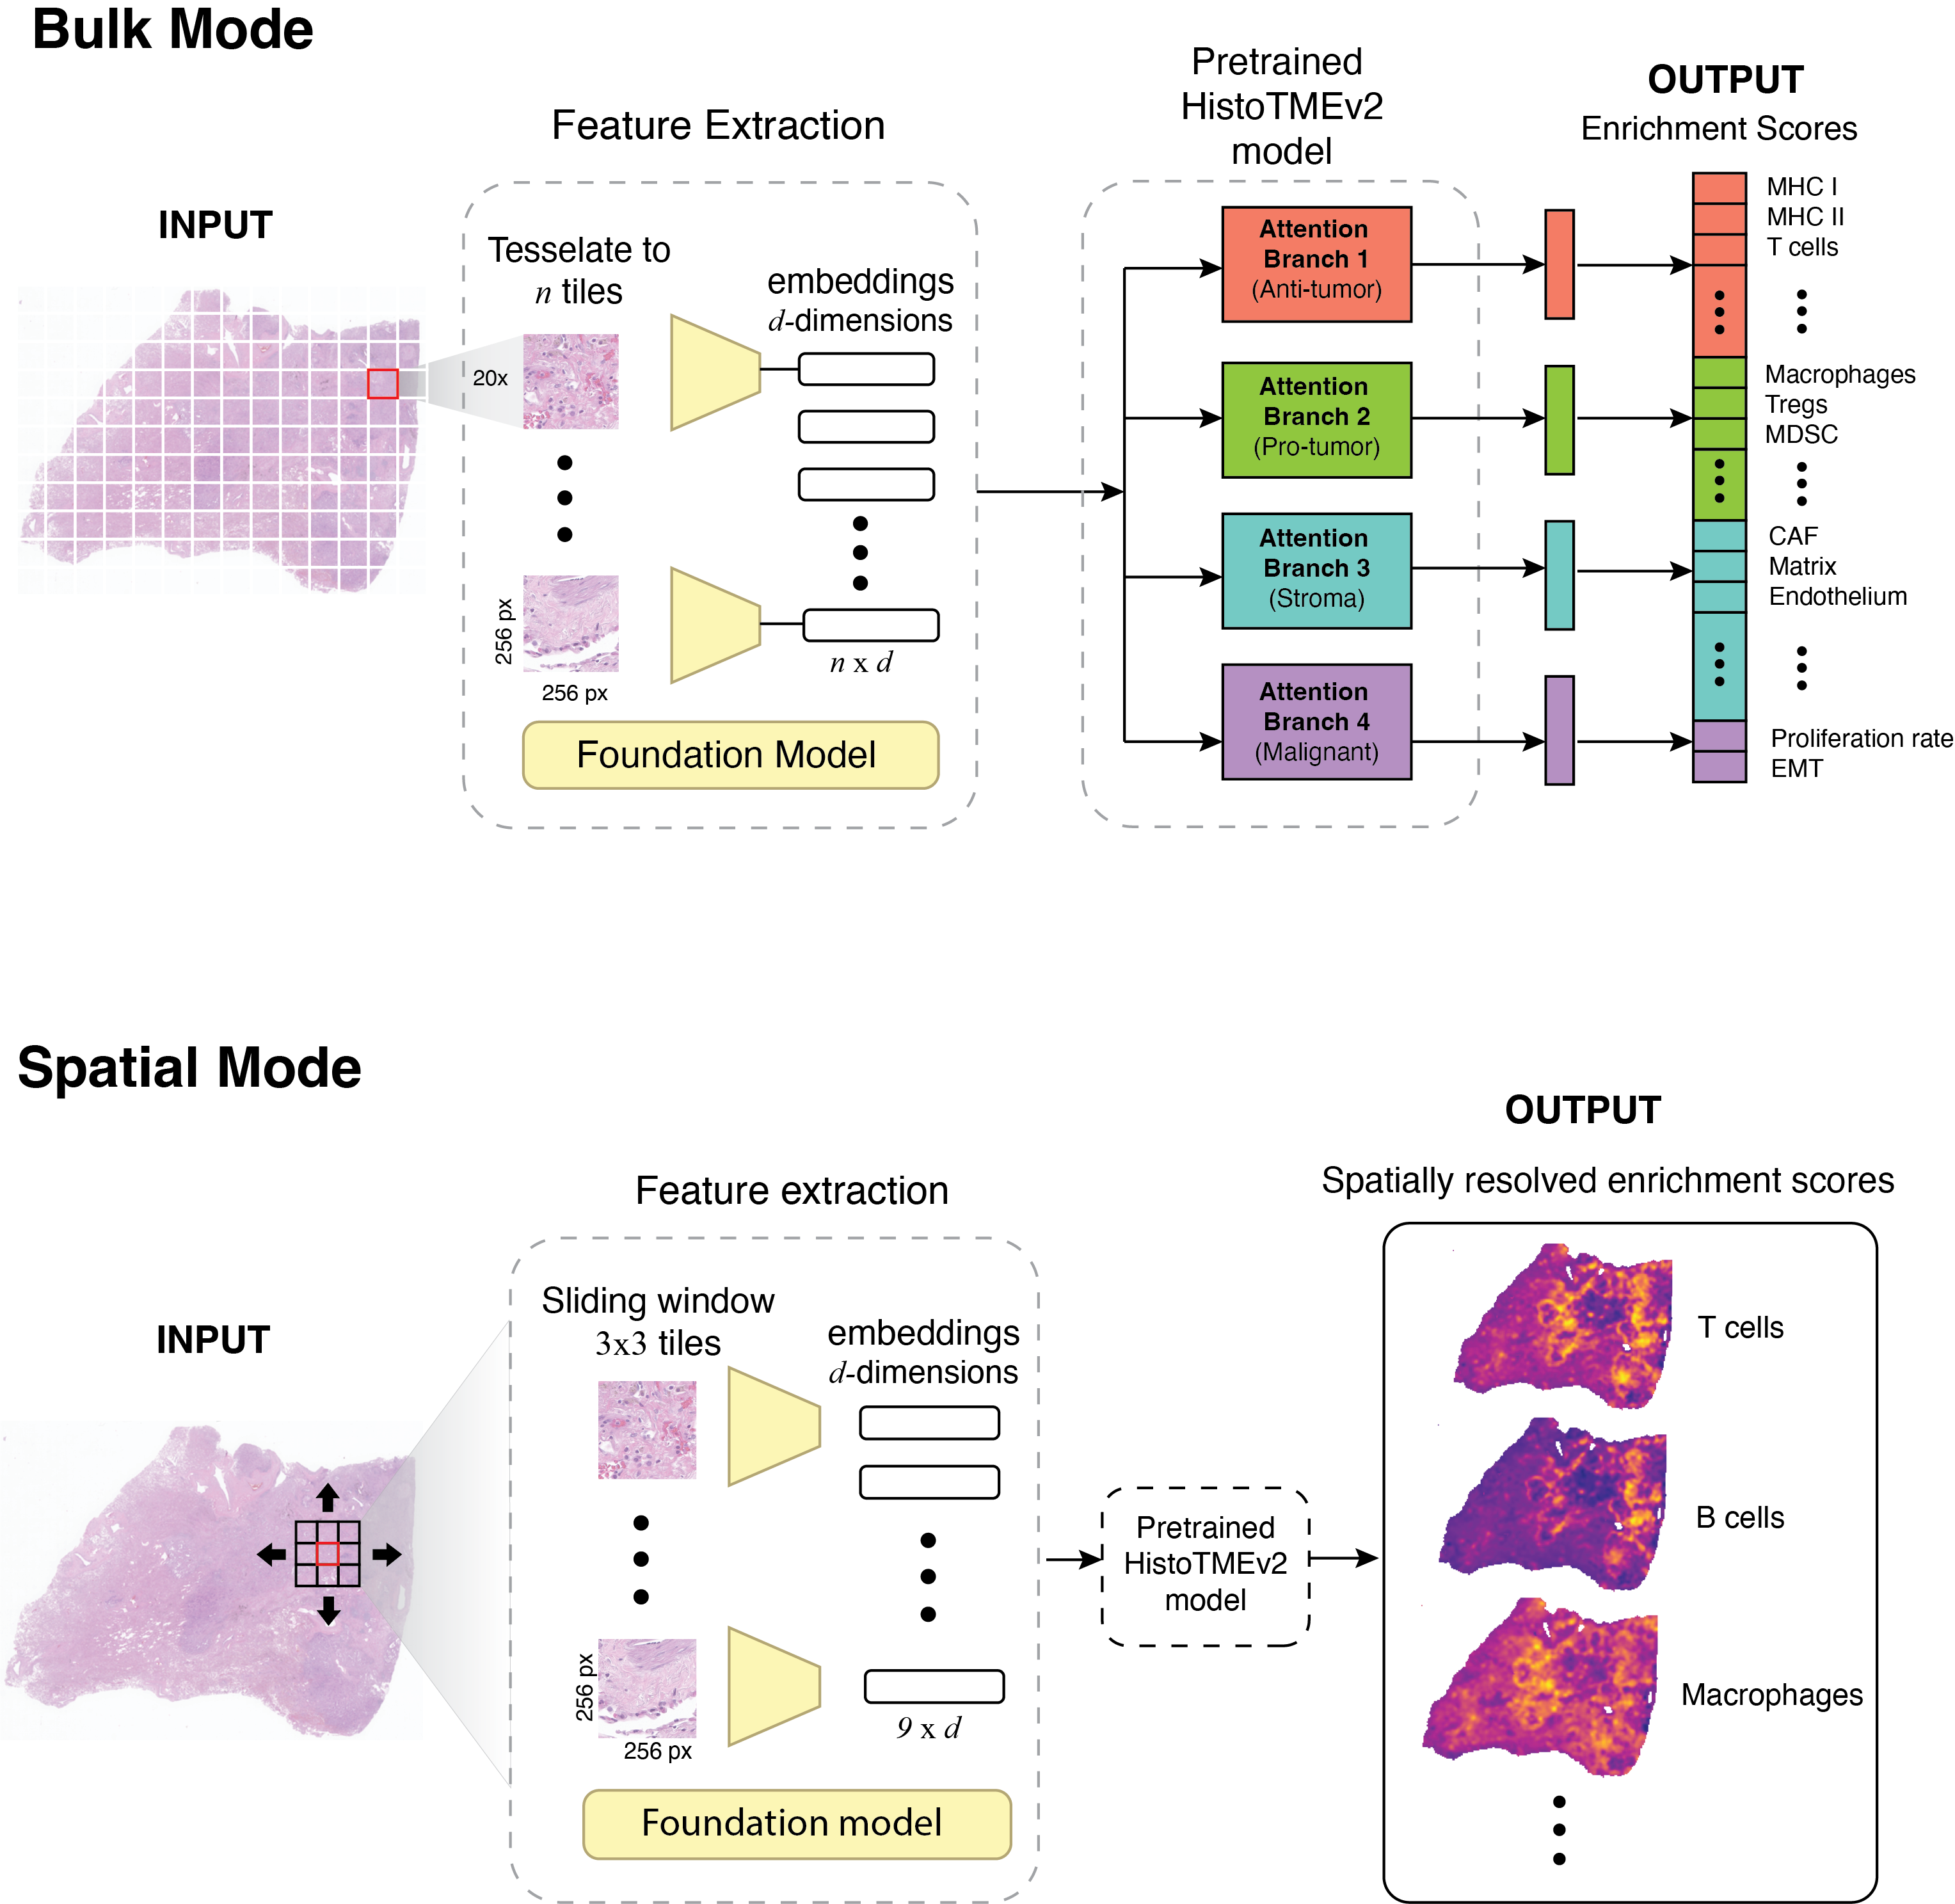 Bulk Mode
INPUT
Feature Extraction
Tesselate to
n tiles
20x
embeddings
d-dimensions
256 px
256 px
n x d
Foundation Model
Pretrained
HistoTMEv2
model
Attention
Branch 1
(Anti-tumor)
Attention
Branch 2
(Pro-tumor)
Attention
Branch 3
(Stroma)
Attention
Branch 4
(Malignant)
OUTPUT
Enrichment Scores
MHC I
MHC II
T cells
Macrophages
Tregs
MDSC
CAF
Matrix
Endothelium
Proliferation rate
EMT
Spatial Mode
INPUT
Feature extraction
Sliding window
3x3 tiles
embeddings
d-dimensions
256 px
256 px
9 x d
Foundation model
Pretrained
HistoTMEv2
model
OUTPUT
Spatially resolved enrichment scores
T cells
B cells
Macrophages